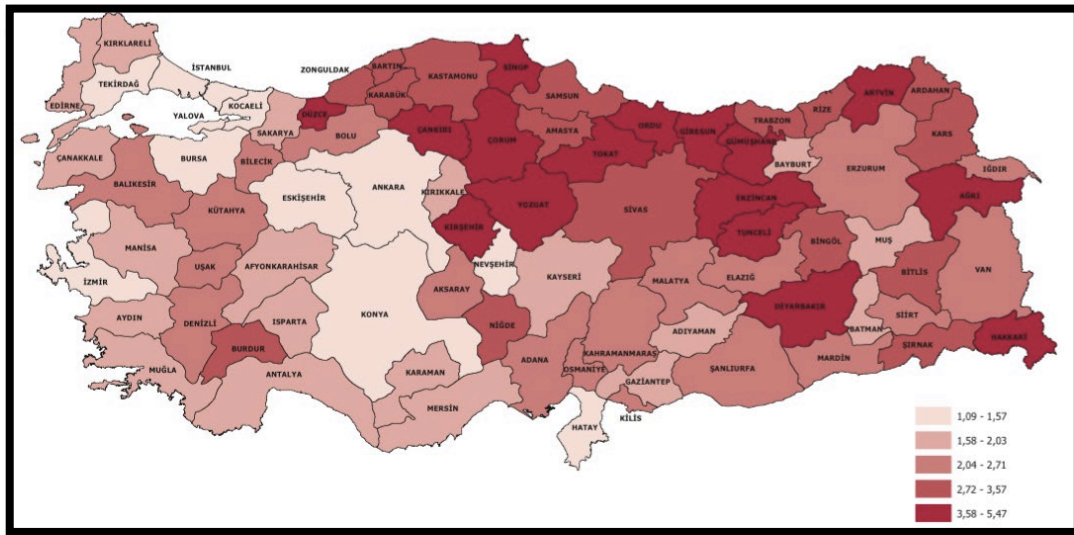 KIRKLARELİ
İSTANBUL
TEKİRDAĞ
EDİRNE
KOCAELİ
YALOVA
SAKARYA
DÜZCE
ZONGULDAK
BARTIN
KARABÜK
KASTAMONU
SİNOP
SAMSUN
BOLU
ÇANKIRI
ÇORUM
AMASYA
TOKAT
ORDU
GİRESUN
GÜMÜŞHANE
TRABZON
RİZE
ARTVİN
ARDAHAN
KARS
BAYBURT
ERZURUM
IĞDIR
AĞRI
ÇANAKKALE
BALIKESİR
BURSA
BİLECİK
ESKİŞEHİR
KÜTAHYA
ANKARA
KIRIKKALE
KIRŞEHİR
YOZGAT
SİVAS
ERZİNCAN
TUNCELİ
BİNGÖL
MUŞ
BİTLİS
VAN
MANİSA
İZMİR
UŞAK
AFYONKARAHİSAR
KONYA
AKSARAY
NEVŞEHİR
KAYSERİ
MALATYA
ELAZIĞ
DİYARBAKIR
BATMAN
SİİRT
ŞIRNAK
HAKKARİ
AYDIN
DENİZLİ
BURDUR
ISPARTA
NİĞDE
ADANA
KAHRAMANMARAŞ
ADIYAMAN
MARDİN
MUĞLA
ANTALYA
KARAMAN
MERSİN
OSMANİYE
GAZİANTEP
ŞANLIURFA
KİLİS
HATAY
1,09 - 1,57
1,58 - 2,03
2,04 - 2,71
2,72 - 3,57
3,58 - 5,47